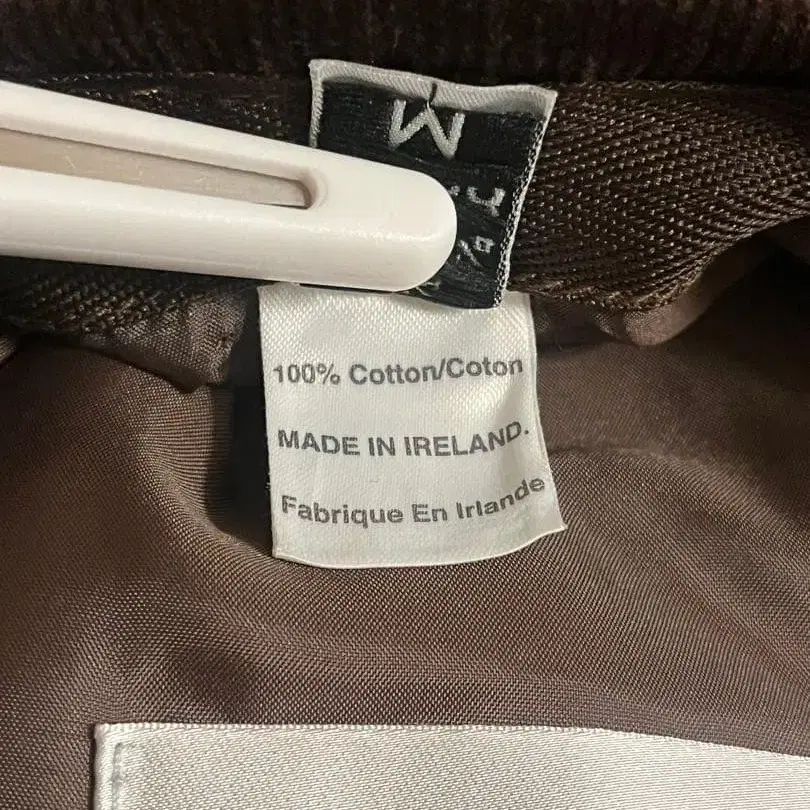 M
100% Cotton/Coton
MADE IN IRELAND.
Fabrique En Irlande